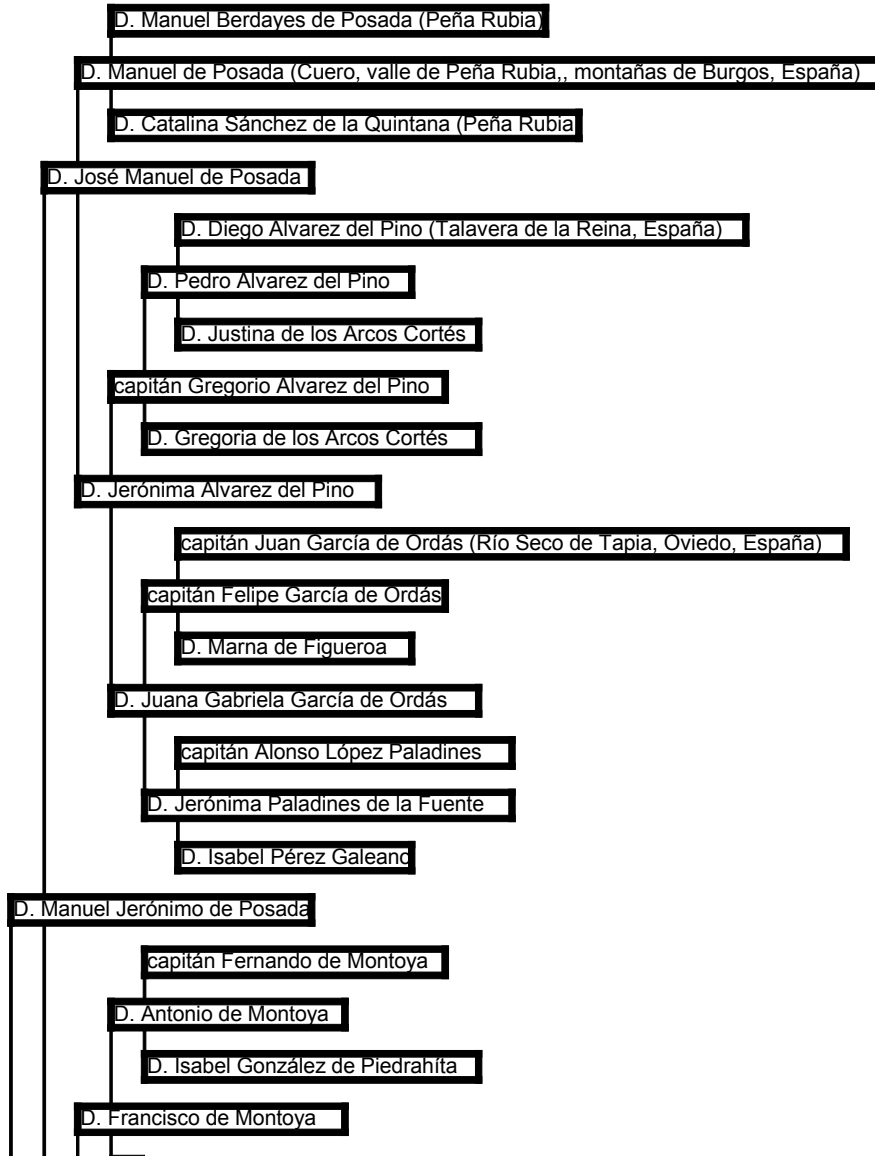 D. Manuel Berdayes de Posada (Peña Rubia)
D. Manuel de Posada (Cuero, valle de Peña Rubia,, montañas de Burgos, España)
D. Catalina Sánchez de la Quintana (Peña Rubia
D. José Manuel de Posada
D. Diego Alvarez del Pino (Talavera de la Reina, España)
D. Pedro Alvarez del Pino
D. Justina de los Arcos Cortés
capitán Gregorio Alvarez del Pino
D. Gregoria de los Arcos Cortés
D. Jerónima Alvarez del Pino
capitán Juan García de Ordás (Río Seco de Tapia, Oviedo, España)
capitán Felipe García de Ordás
D. Marna de Figueroa
D. Juana Gabriela García de Ordás
capitán Alonso López Paladines
D. Jerónima Paladines de la Fuente
D. Isabel Pérez Galeano
D. Manuel Jerónimo de Posada
capitán Fernando de Montoya
D. Antonio de Montoya
D. Isabel González de Piedrahíta
D. Francisco de Montoya